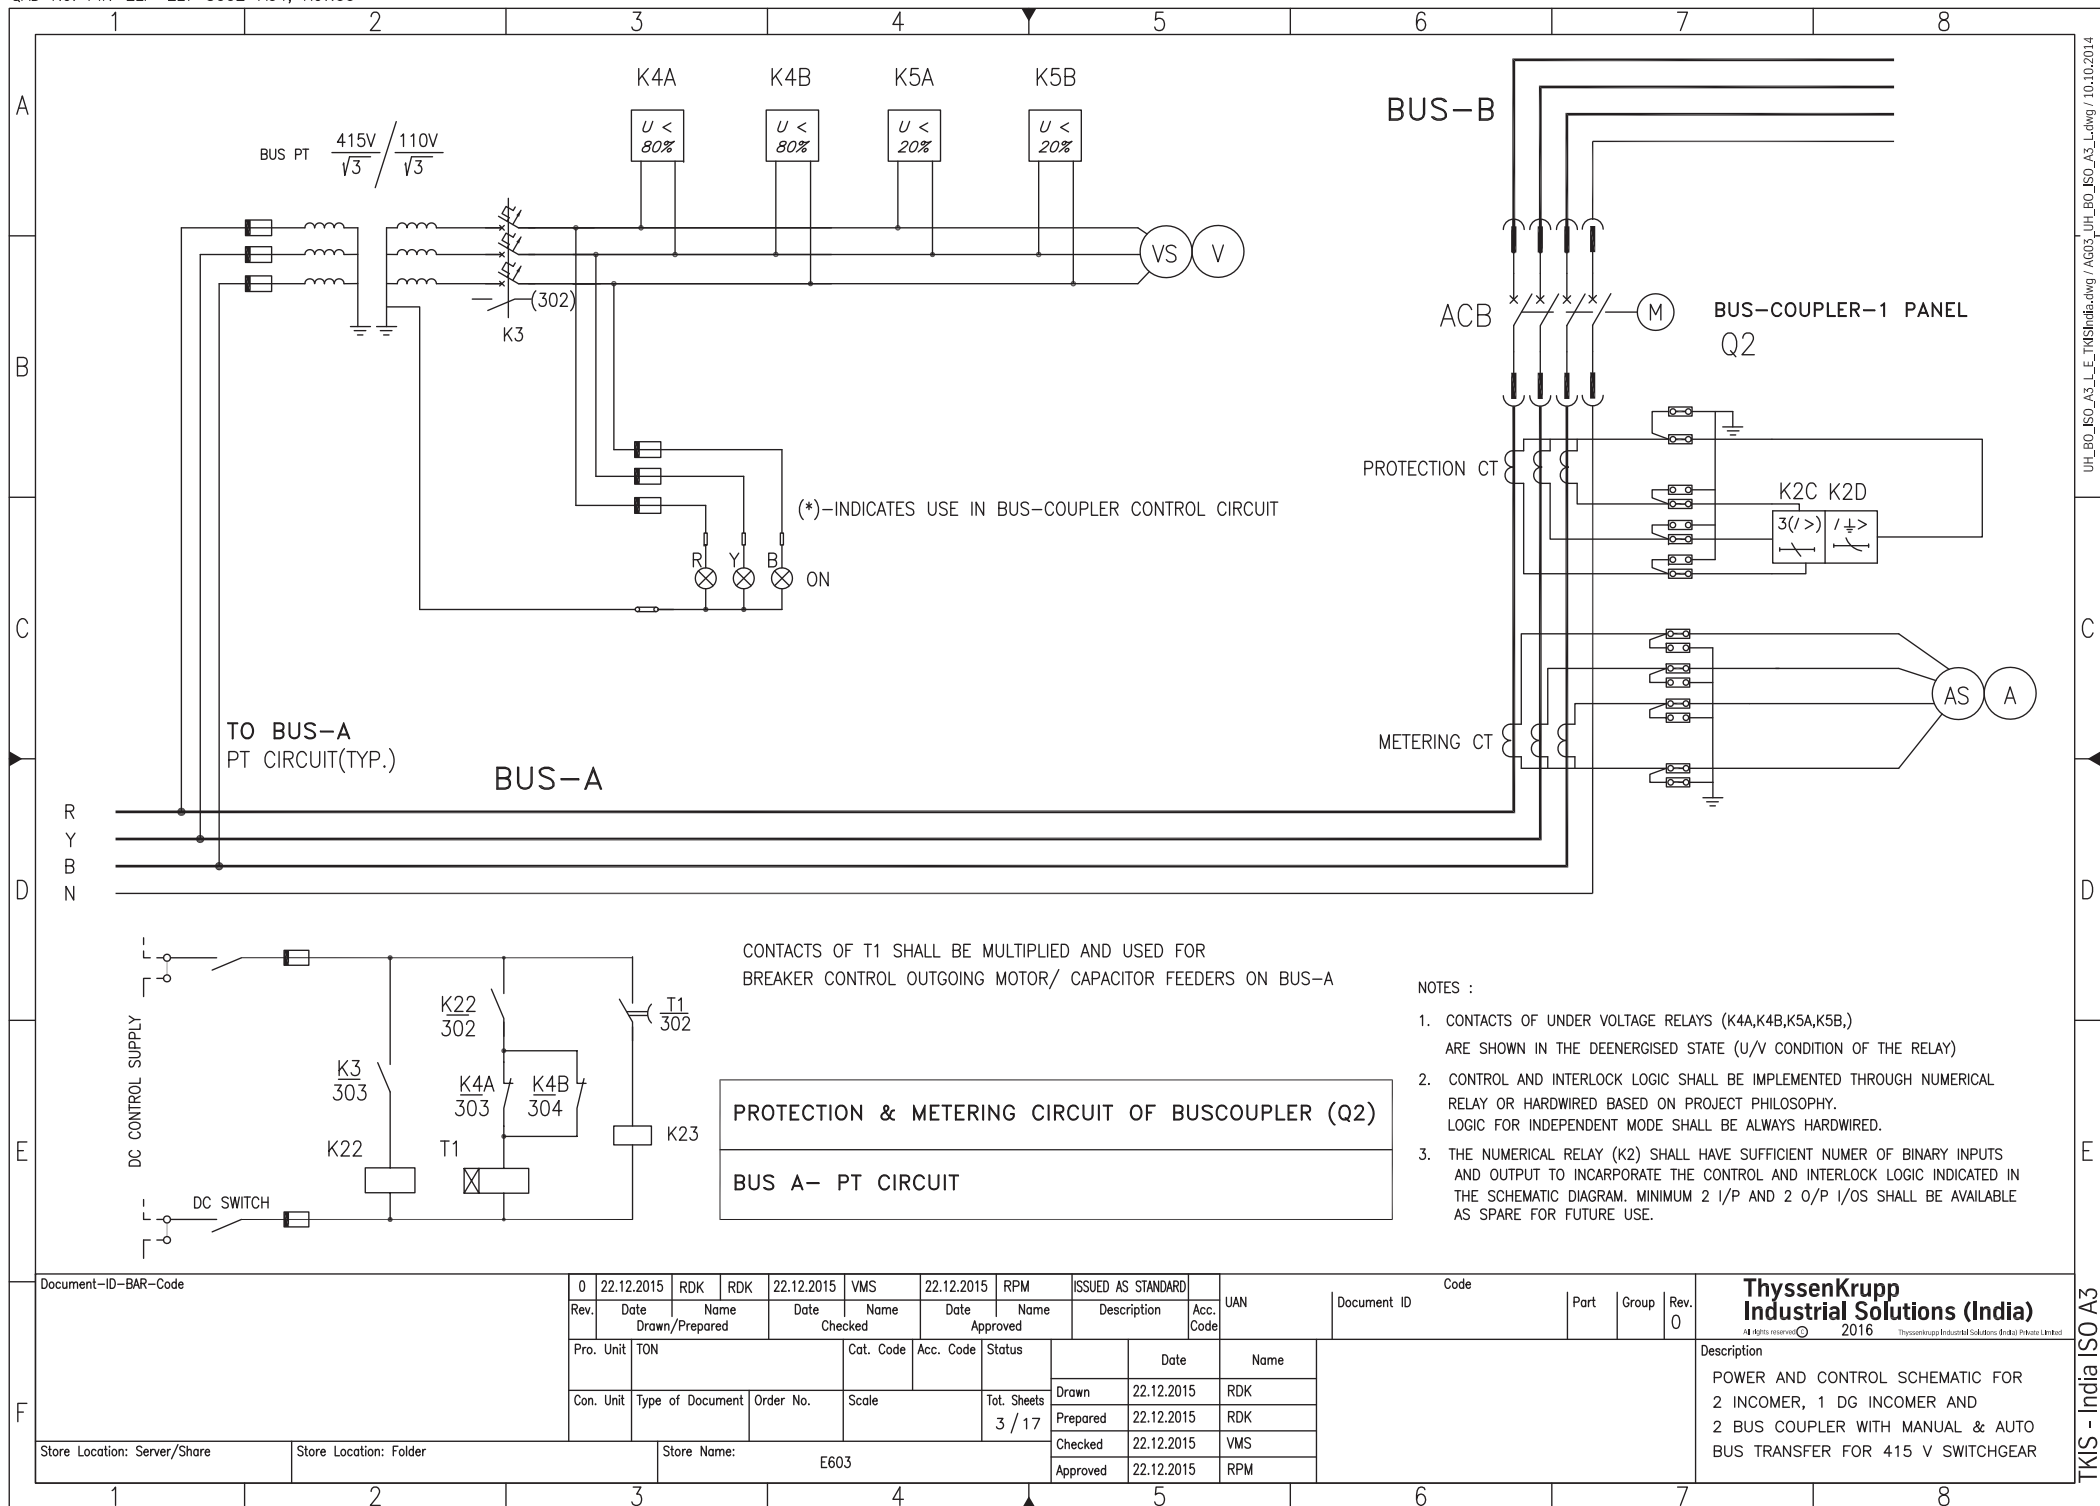 1 2 3 4 5 6 7 8
A
B
C
D
E
F
K4A K4B K5A K5B
U < 80%
U < 80%
U < 20%
U < 20%
BUS PT 415V/√3 / 110V/√3
BUS-B
VS V
(302)
K3
ACB
M
BUS-COUPLER-1 PANEL
Q2
PROTECTION CT
K2C K2D
3(I >) I ⏚>
(*)-INDICATES USE IN BUS-COUPLER CONTROL CIRCUIT
R Y B ON
AS A
METERING CT
TO BUS-A
PT CIRCUIT(TYP.)
BUS-A
R
Y
B
N
CONTACTS OF T1 SHALL BE MULTIPLIED AND USED FOR
BREAKER CONTROL OUTGOING MOTOR/ CAPACITOR FEEDERS ON BUS-A
DC CONTROL SUPPLY
K22
302
T1
302
K3
303
K4A
303
K4B
304
K22
T1
K23
DC SWITCH
PROTECTION & METERING CIRCUIT OF BUSCOUPLER (Q2)
BUS A- PT CIRCUIT
NOTES :
1. CONTACTS OF UNDER VOLTAGE RELAYS (K4A,K4B,K5A,K5B,)
ARE SHOWN IN THE DEENERGISED STATE (U/V CONDITION OF THE RELAY)
2. CONTROL AND INTERLOCK LOGIC SHALL BE IMPLEMENTED THROUGH NUMERICAL
RELAY OR HARDWIRED BASED ON PROJECT PHILOSOPHY.
LOGIC FOR INDEPENDENT MODE SHALL BE ALWAYS HARDWIRED.
3. THE NUMERICAL RELAY (K2) SHALL HAVE SUFFICIENT NUMER OF BINARY INPUTS
AND OUTPUT TO INCARPORATE THE CONTROL AND INTERLOCK LOGIC INDICATED IN
THE SCHEMATIC DIAGRAM. MINIMUM 2 I/P AND 2 O/P I/OS SHALL BE AVAILABLE
AS SPARE FOR FUTURE USE.
Document-ID-BAR-Code
0 22.12.2015 RDK RDK 22.12.2015 VMS 22.12.2015 RPM ISSUED AS STANDARD
Rev. Date Name Date Name Date Name Description Acc. Code
Drawn/Prepared Checked Approved
UAN
Code
Document ID Part Group Rev.
0
Pro. Unit TON Cat. Code Acc. Code Status
Con. Unit Type of Document Order No. Scale Tot. Sheets
3 / 17
Date Name
Drawn 22.12.2015 RDK
Prepared 22.12.2015 RDK
Checked 22.12.2015 VMS
Approved 22.12.2015 RPM
Store Location: Server/Share Store Location: Folder Store Name: E603
ThyssenKrupp
Industrial Solutions (India)
All rights reserved © 2016 Thyssenkrupp Industrial Solutions (India) Private Limited
Description
POWER AND CONTROL SCHEMATIC FOR
2 INCOMER, 1 DG INCOMER AND
2 BUS COUPLER WITH MANUAL & AUTO
BUS TRANSFER FOR 415 V SWITCHGEAR
UH_BO_ISO_A3_L_E_TKISIndia.dwg / AG03_UH_BO_ISO_A3_L.dwg / 10.10.2014
C
D
E
TKIS - India ISO A3
1 2 3 4 5 6 7 8